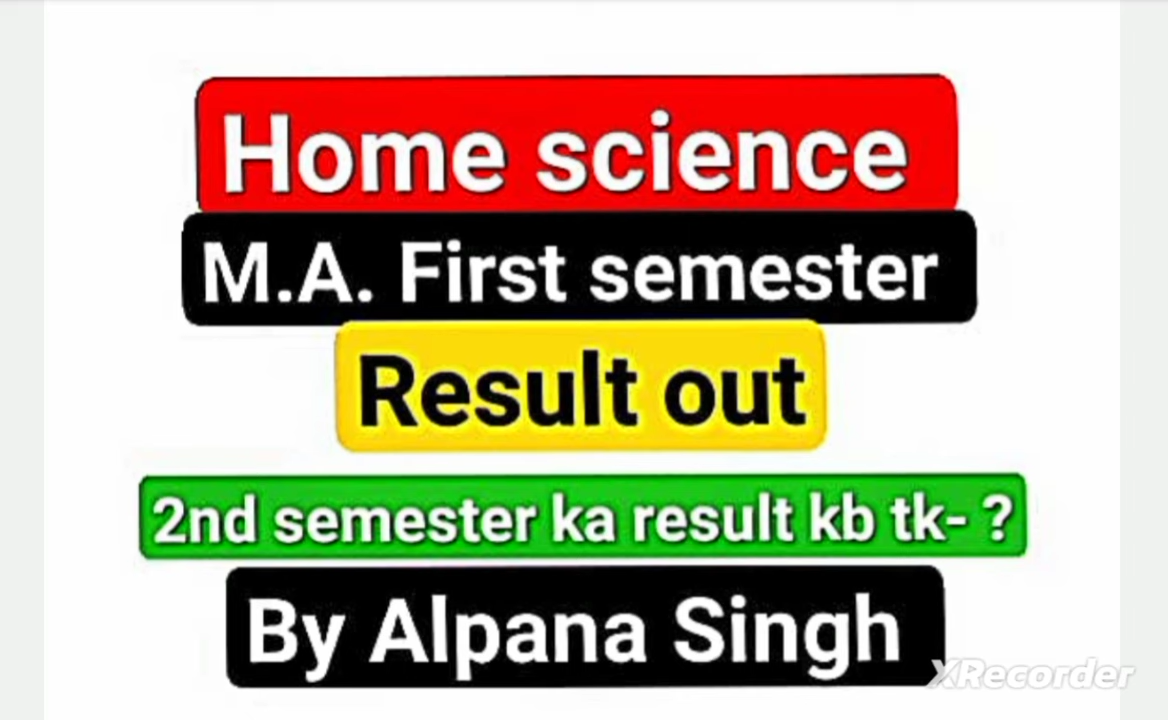 Home science
M.A. First semester
Result out
2nd semester ka result kb tk- ?
By Alpana Singh
XRecorder